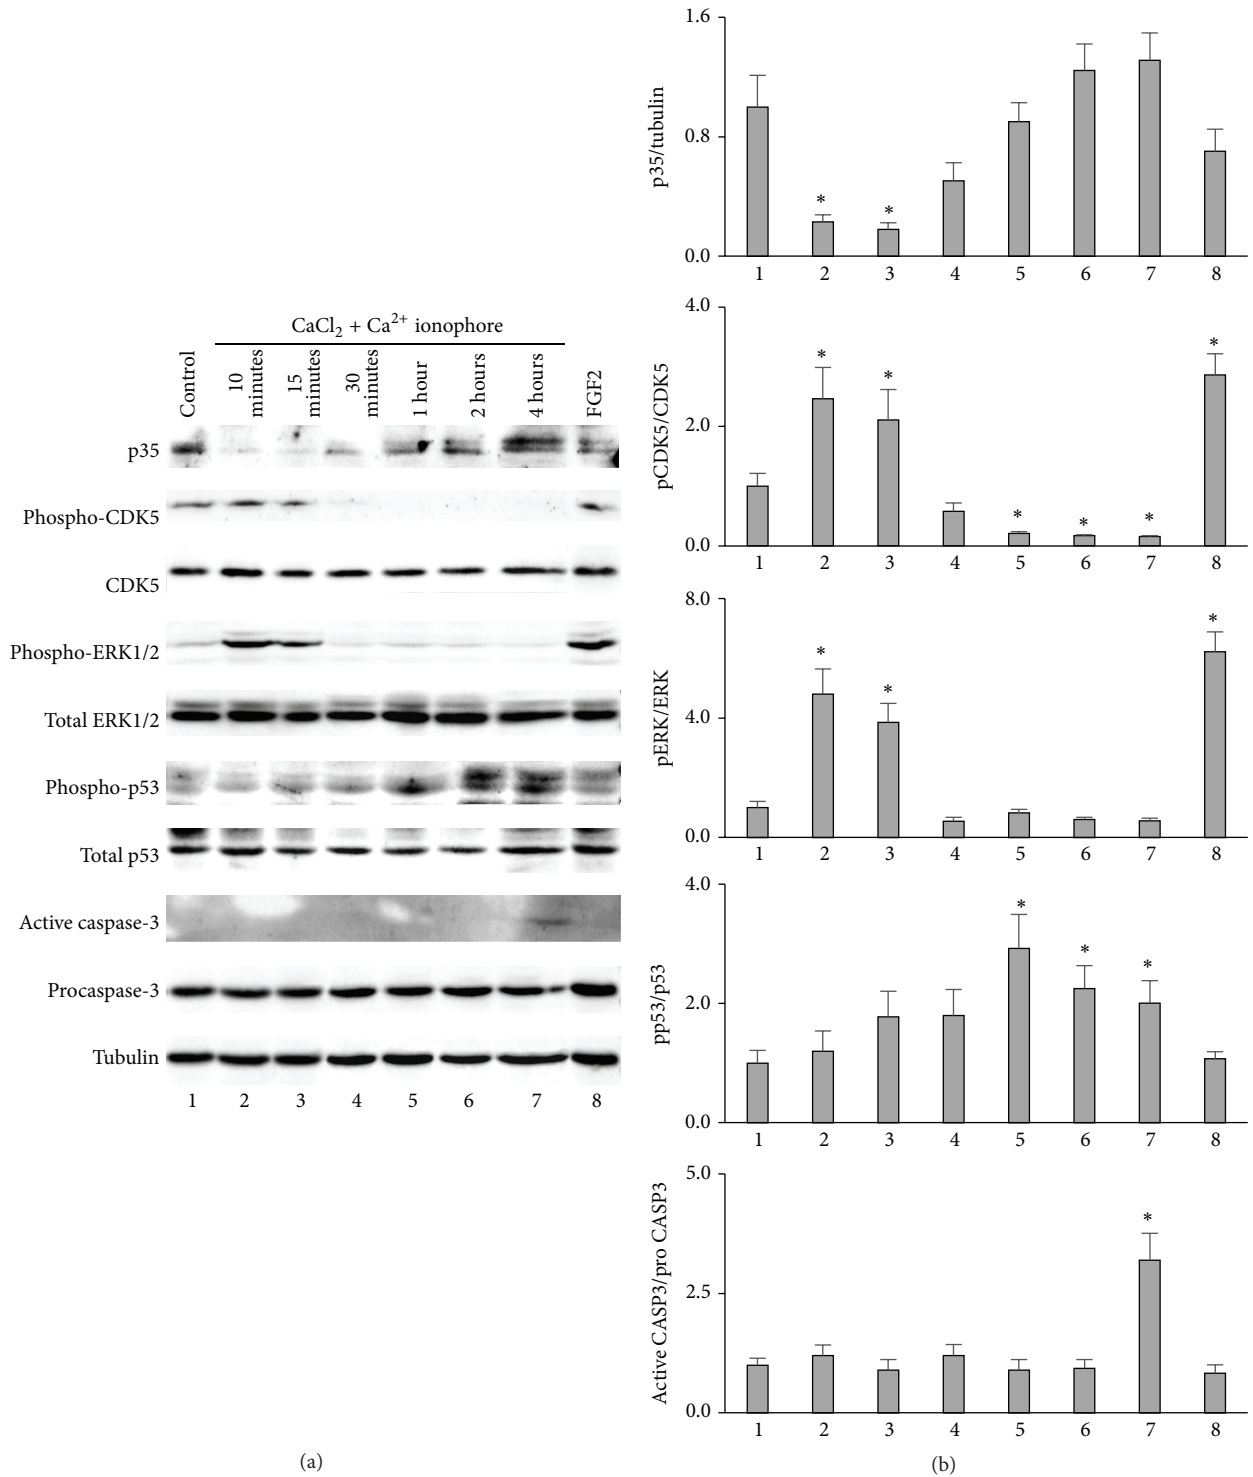 CaCl₂ + Ca²⁺ ionophore
Control
10
minutes
15
minutes
30
minutes
1 hour
2 hours
4 hours
FGF2
p35
Phospho-CDK5
CDK5
Phospho-ERK1/2
Total ERK1/2
Phospho-p53
Total p53
Active caspase-3
Procaspase-3
Tubulin
1 2 3 4 5 6 7 8
(a)
p35/tubulin
1.6
0.8
0.0
* *
1 2 3 4 5 6 7 8
pCDK5/CDK5
4.0
2.0
0.0
* * * * * *
1 2 3 4 5 6 7 8
pERK/ERK
8.0
4.0
0.0
* * *
1 2 3 4 5 6 7 8
pp53/p53
4.0
2.0
0.0
* * *
1 2 3 4 5 6 7 8
Active CASP3/pro CASP3
5.0
2.5
0.0
*
1 2 3 4 5 6 7 8
(b)